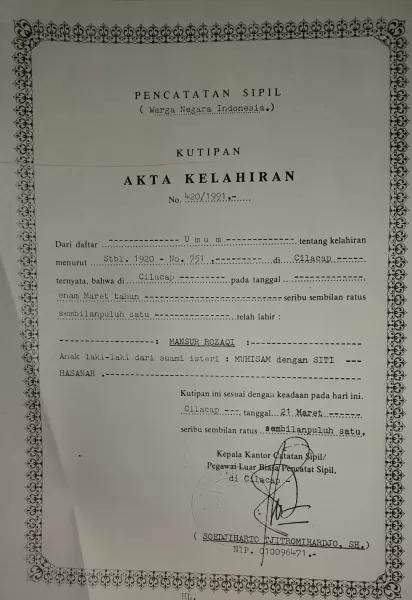 PENCATATAN SIPIL
( Warga Negara Indonesia.)
KUTIPAN
AKTA KELAHIRAN
No. 420/1991.-
Dari daftar ------------ U m u m ------------ tentang kelahiran
menurut Stbl. 1920 - No. 751 ;--------- di Cilacap -----
ternyata, bahwa di Cilacap ----------- pada tanggal ------------
enam Maret tahun ---------------------- seribu sembilan ratus
sembilanpuluh satu ------------ telah lahir :
----------------: MANSUR ROZAQI :--------------------
Anak laki-laki dari suami isteri : MUHISAM dengan SITI ---
HASANAH .-------------------------------------------
Kutipan ini sesuai dengan keadaan pada hari ini.
Cilacap --- tanggal 21 Maret ------
seribu sembilan ratus sembilanpuluh satu.
Kepala Kantor Catatan Sipil/
Pegawai Luar Biasa Pencatat Sipil,
di Cilacap -
( SOEDJIHARTO TJITROMIHARDJO, SH.)
NIP. 010096471.-